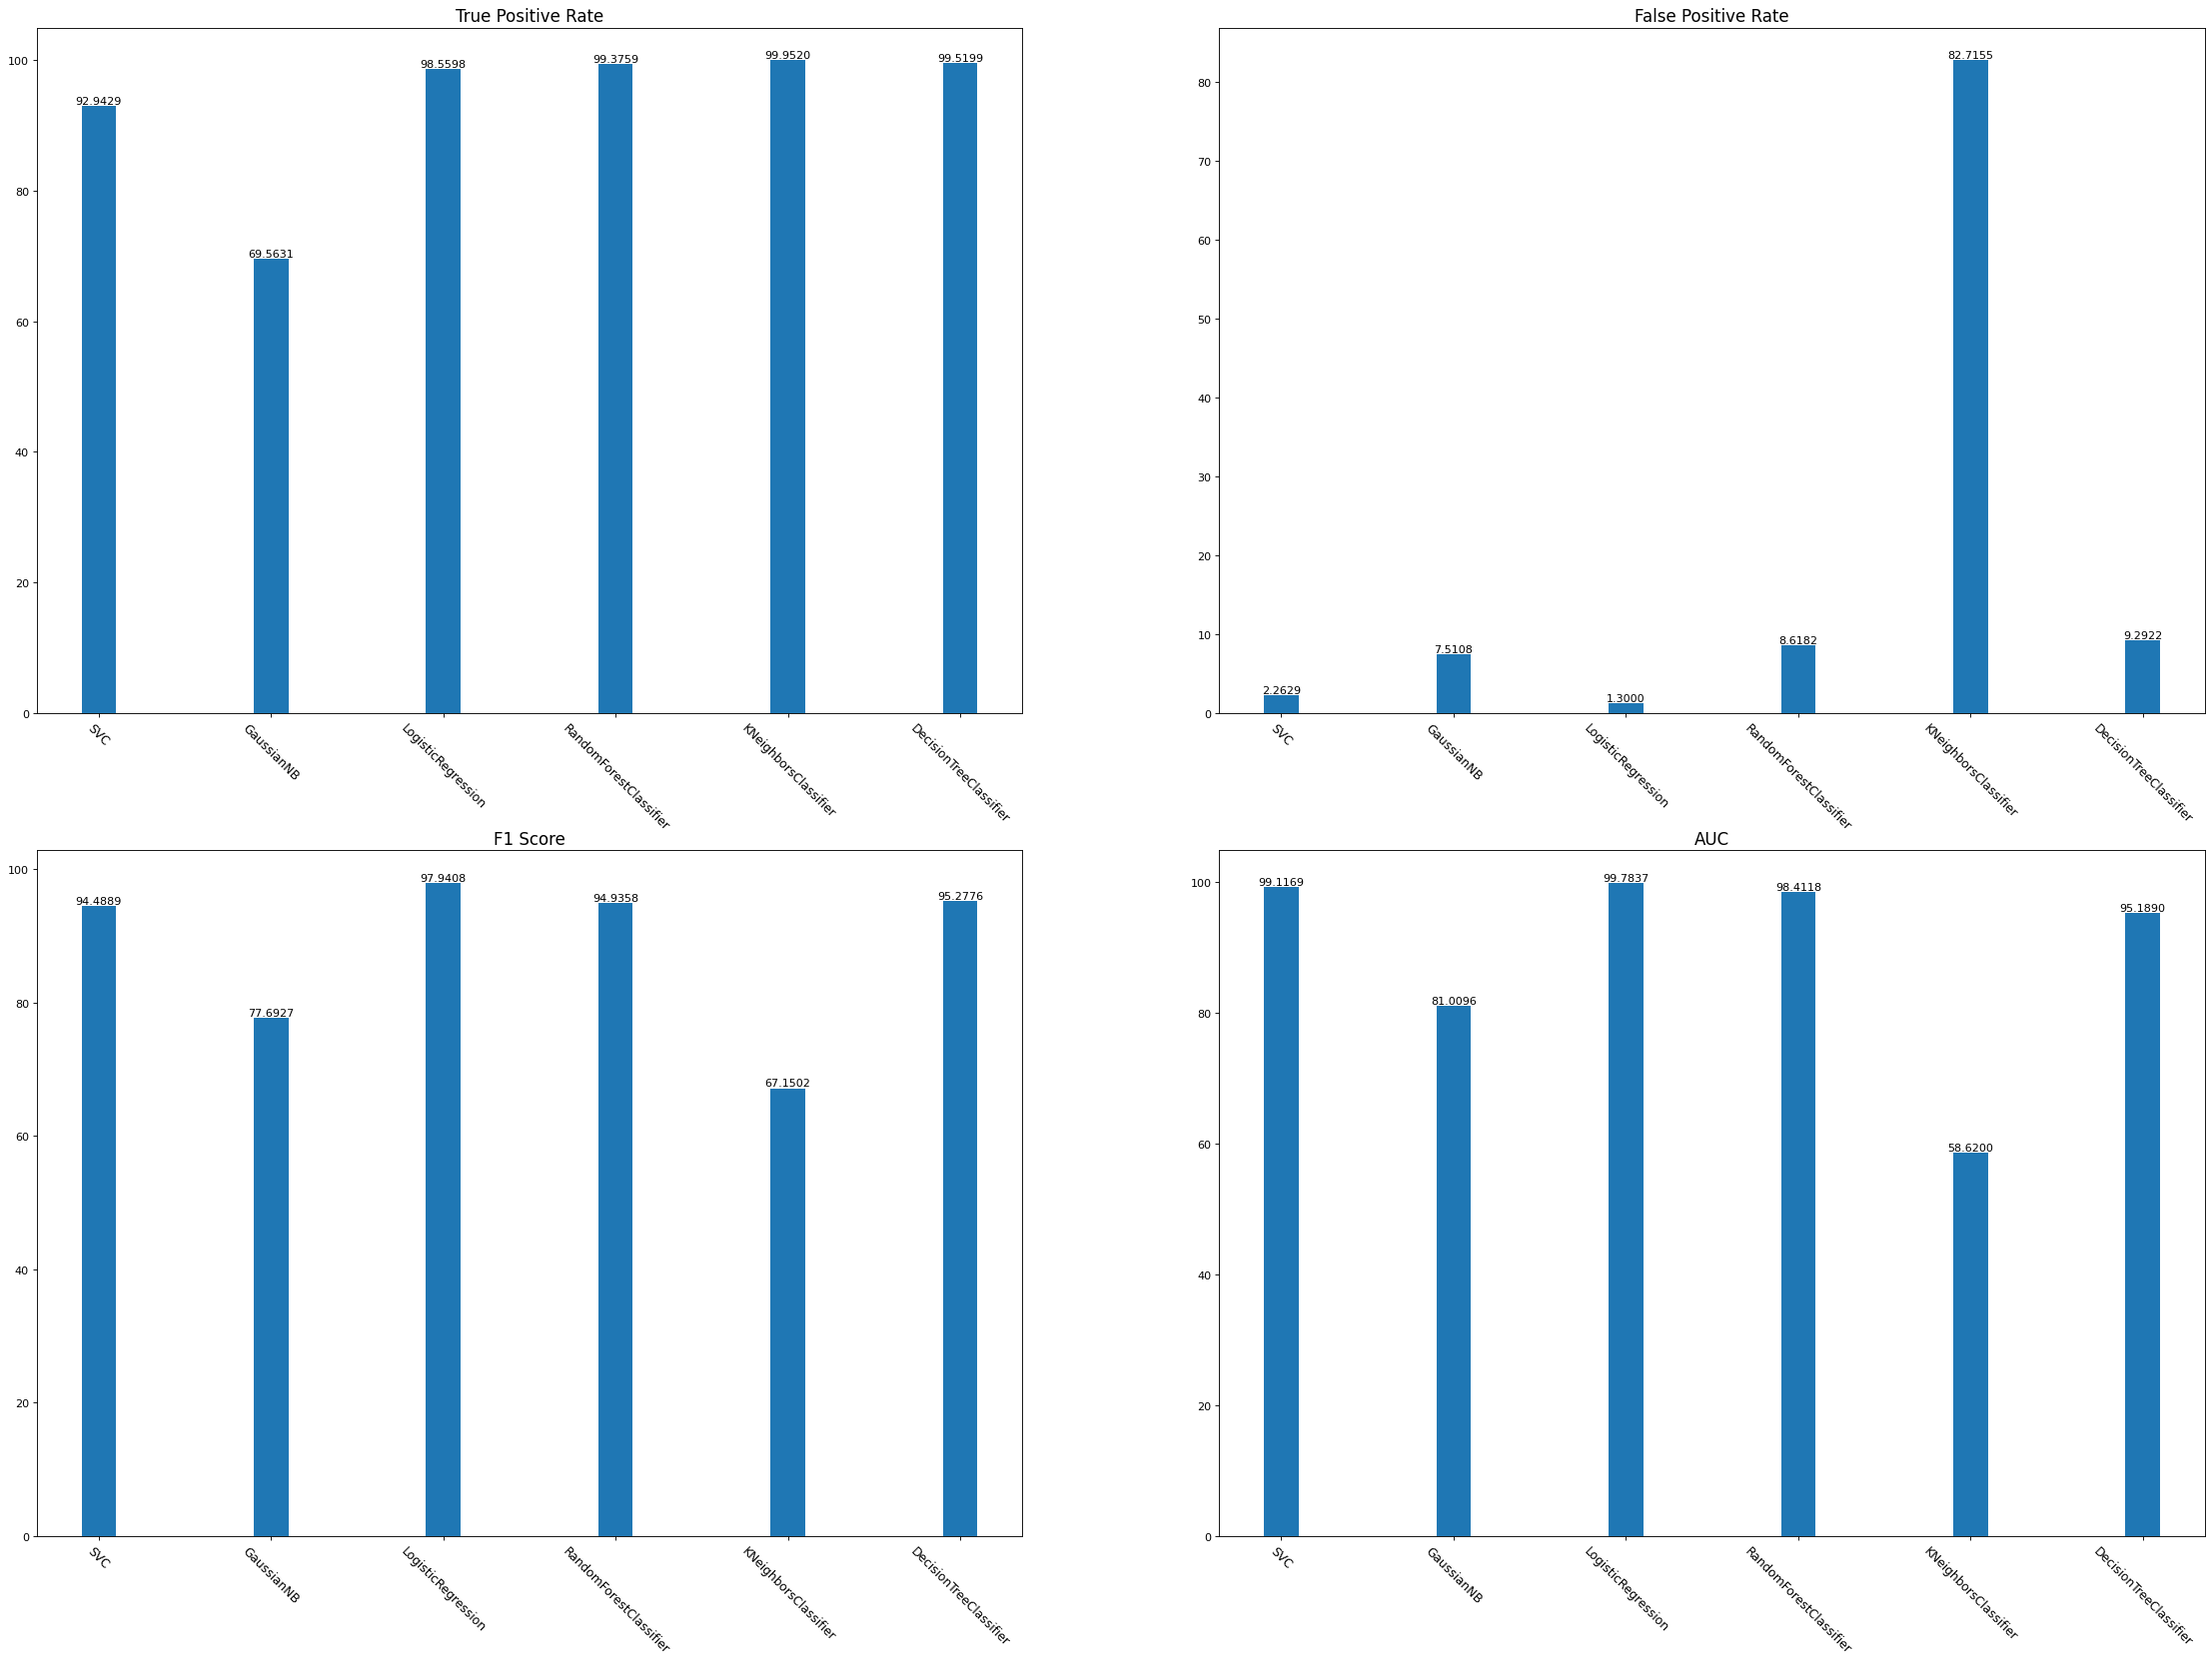 True Positive Rate
100
80
60
40
20
0
92.9429
69.5631
98.5598
99.3759
99.9520
99.5199
SVC
GaussianNB
LogisticRegression
RandomForestClassifier
KNeighborsClassifier
DecisionTreeClassifier
False Positive Rate
80
70
60
50
40
30
20
10
0
2.2629
7.5108
1.3000
8.6182
82.7155
9.2922
SVC
GaussianNB
LogisticRegression
RandomForestClassifier
KNeighborsClassifier
DecisionTreeClassifier
F1 Score
100
80
60
40
20
0
94.4889
77.6927
97.9408
94.9358
67.1502
95.2776
SVC
GaussianNB
LogisticRegression
RandomForestClassifier
KNeighborsClassifier
DecisionTreeClassifier
AUC
100
80
60
40
20
0
99.1169
81.0096
99.7837
98.4118
58.6200
95.1890
SVC
GaussianNB
LogisticRegression
RandomForestClassifier
KNeighborsClassifier
DecisionTreeClassifier